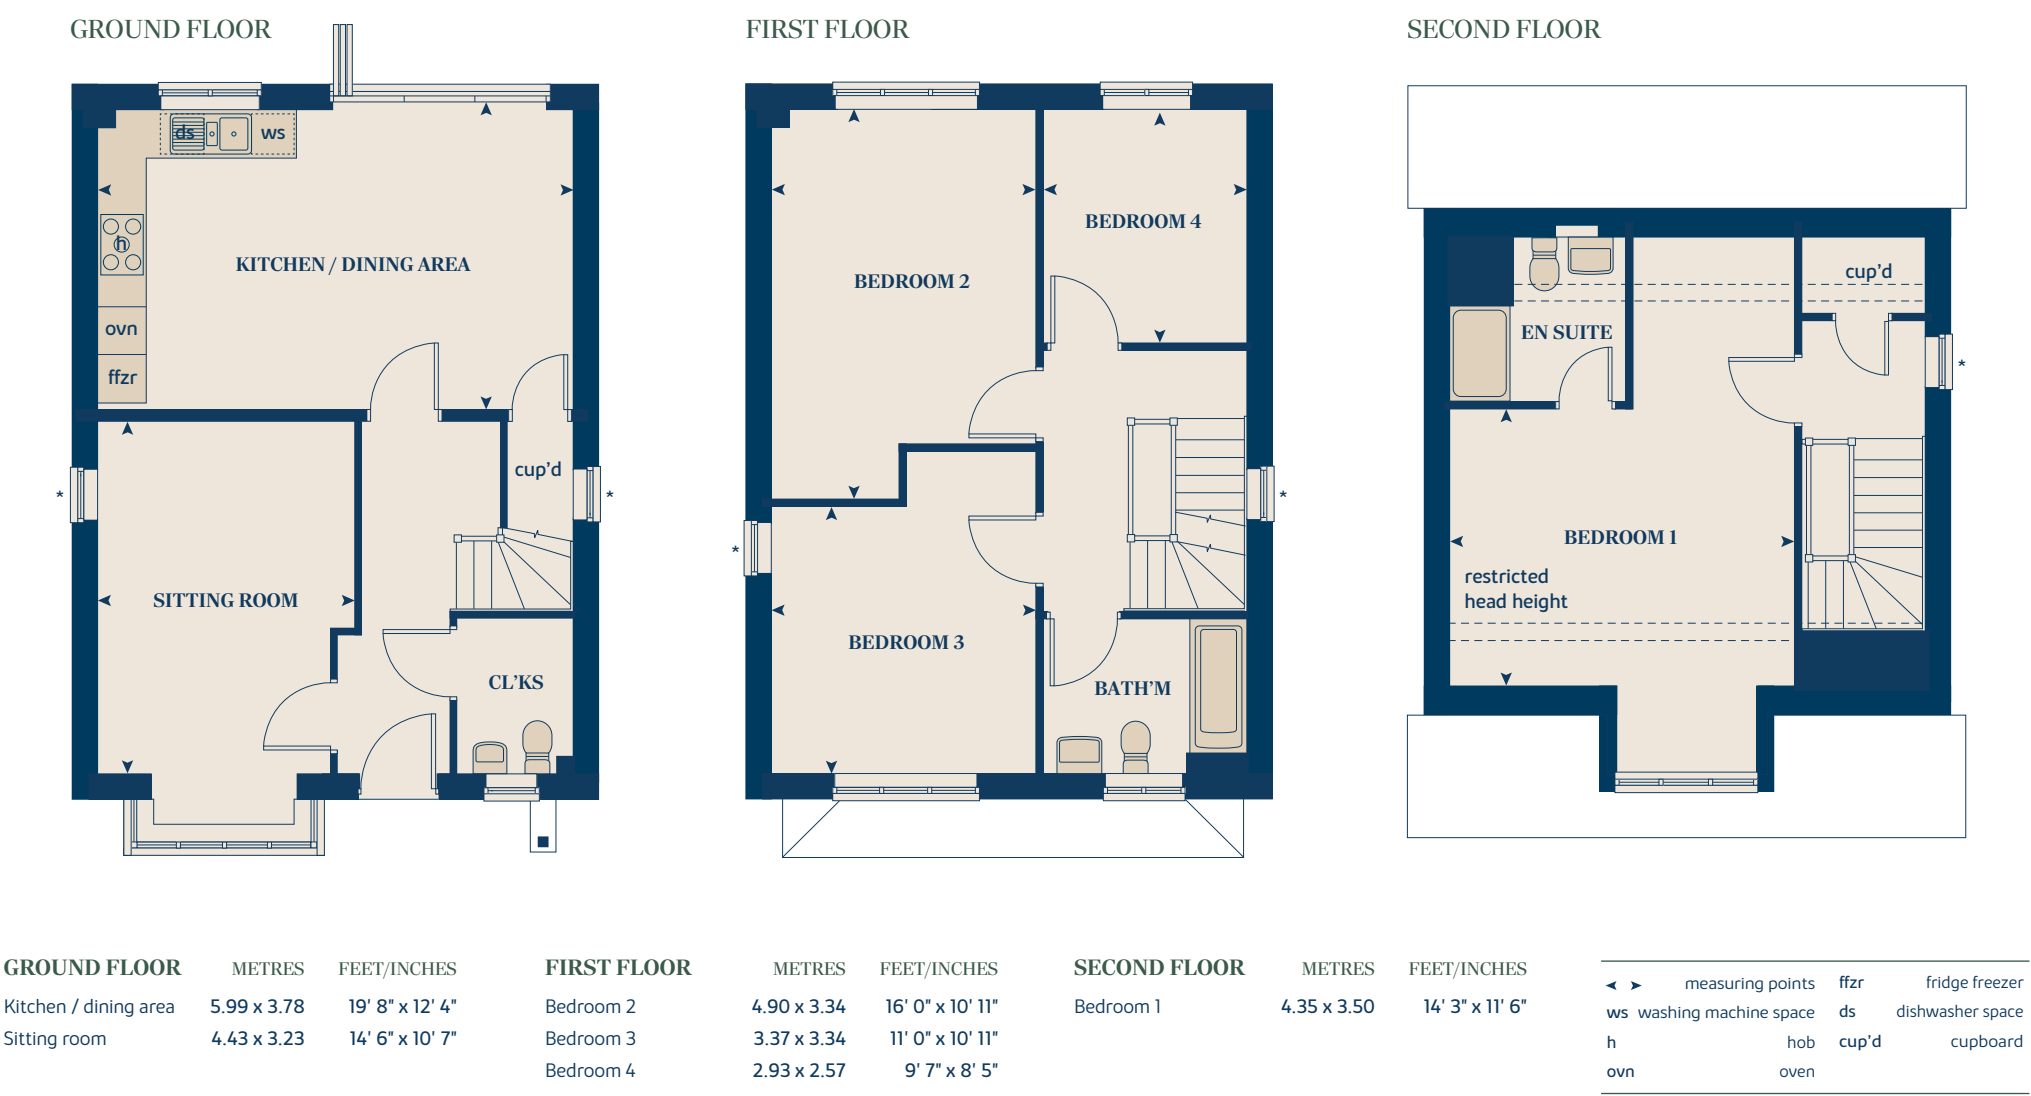 GROUND FLOOR
ds
ws
h
KITCHEN / DINING AREA
ovn
ffzr
cup'd
*
*
SITTING ROOM
CL'KS
FIRST FLOOR
BEDROOM 4
BEDROOM 2
*
*
BEDROOM 3
BATH'M
SECOND FLOOR
cup'd
EN SUITE
*
BEDROOM 1
restricted
head height
GROUND FLOOR METRES FEET/INCHES
Kitchen / dining area 5.99 x 3.78 19' 8" x 12' 4"
Sitting room 4.43 x 3.23 14' 6" x 10' 7"
FIRST FLOOR METRES FEET/INCHES
Bedroom 2 4.90 x 3.34 16' 0" x 10' 11"
Bedroom 3 3.37 x 3.34 11' 0" x 10' 11"
Bedroom 4 2.93 x 2.57 9' 7" x 8' 5"
SECOND FLOOR METRES FEET/INCHES
Bedroom 1 4.35 x 3.50 14' 3" x 11' 6"
measuring points ffzr fridge freezer
ws washing machine space ds dishwasher space
h hob cup'd cupboard
ovn oven